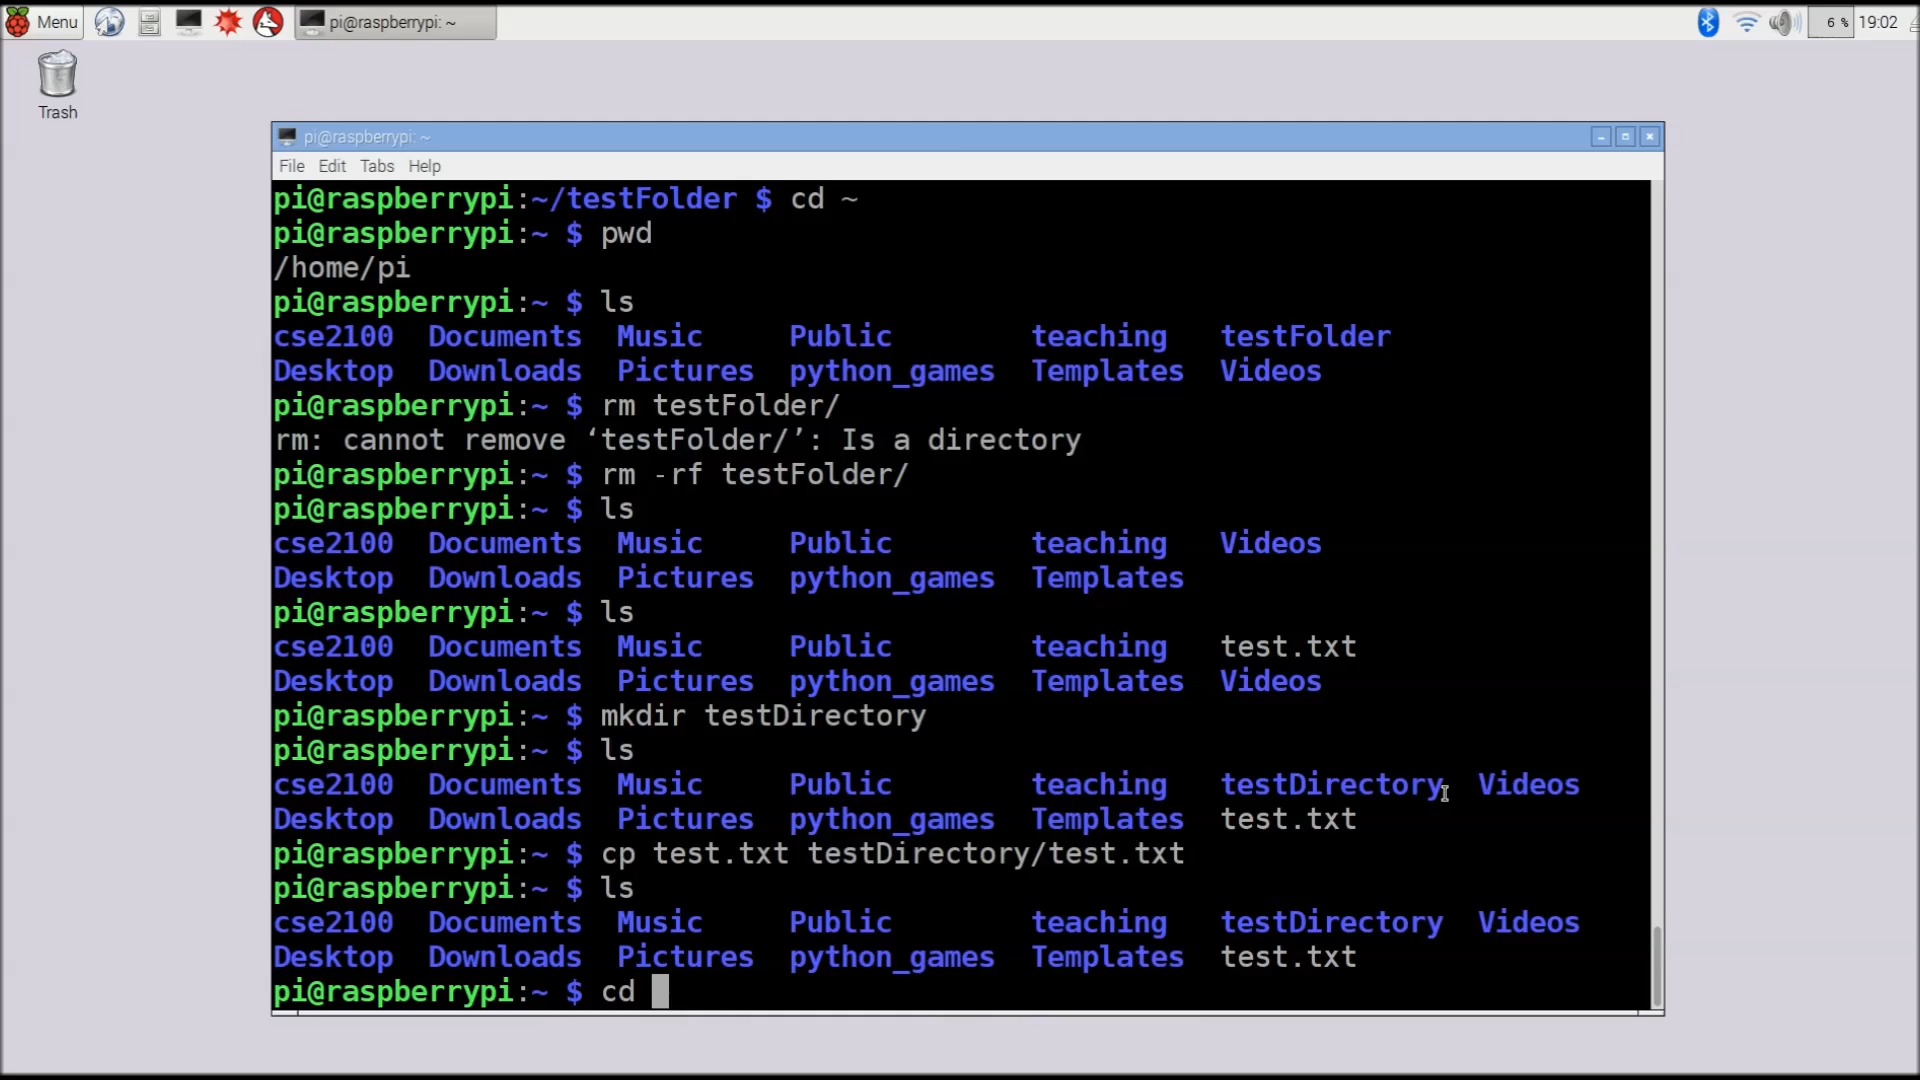 Menu pi@raspberrypi: ~ 6 % 19:02
Trash
pi@raspberrypi: ~
File Edit Tabs Help
pi@raspberrypi:~/testFolder $ cd ~
pi@raspberrypi:~ $ pwd
/home/pi
pi@raspberrypi:~ $ ls
cse2100 Documents Music Public teaching testFolder
Desktop Downloads Pictures python_games Templates Videos
pi@raspberrypi:~ $ rm testFolder/
rm: cannot remove ‘testFolder/’: Is a directory
pi@raspberrypi:~ $ rm -rf testFolder/
pi@raspberrypi:~ $ ls
cse2100 Documents Music Public teaching Videos
Desktop Downloads Pictures python_games Templates
pi@raspberrypi:~ $ ls
cse2100 Documents Music Public teaching test.txt
Desktop Downloads Pictures python_games Templates Videos
pi@raspberrypi:~ $ mkdir testDirectory
pi@raspberrypi:~ $ ls
cse2100 Documents Music Public teaching testDirectory Videos
Desktop Downloads Pictures python_games Templates test.txt
pi@raspberrypi:~ $ cp test.txt testDirectory/test.txt
pi@raspberrypi:~ $ ls
cse2100 Documents Music Public teaching testDirectory Videos
Desktop Downloads Pictures python_games Templates test.txt
pi@raspberrypi:~ $ cd